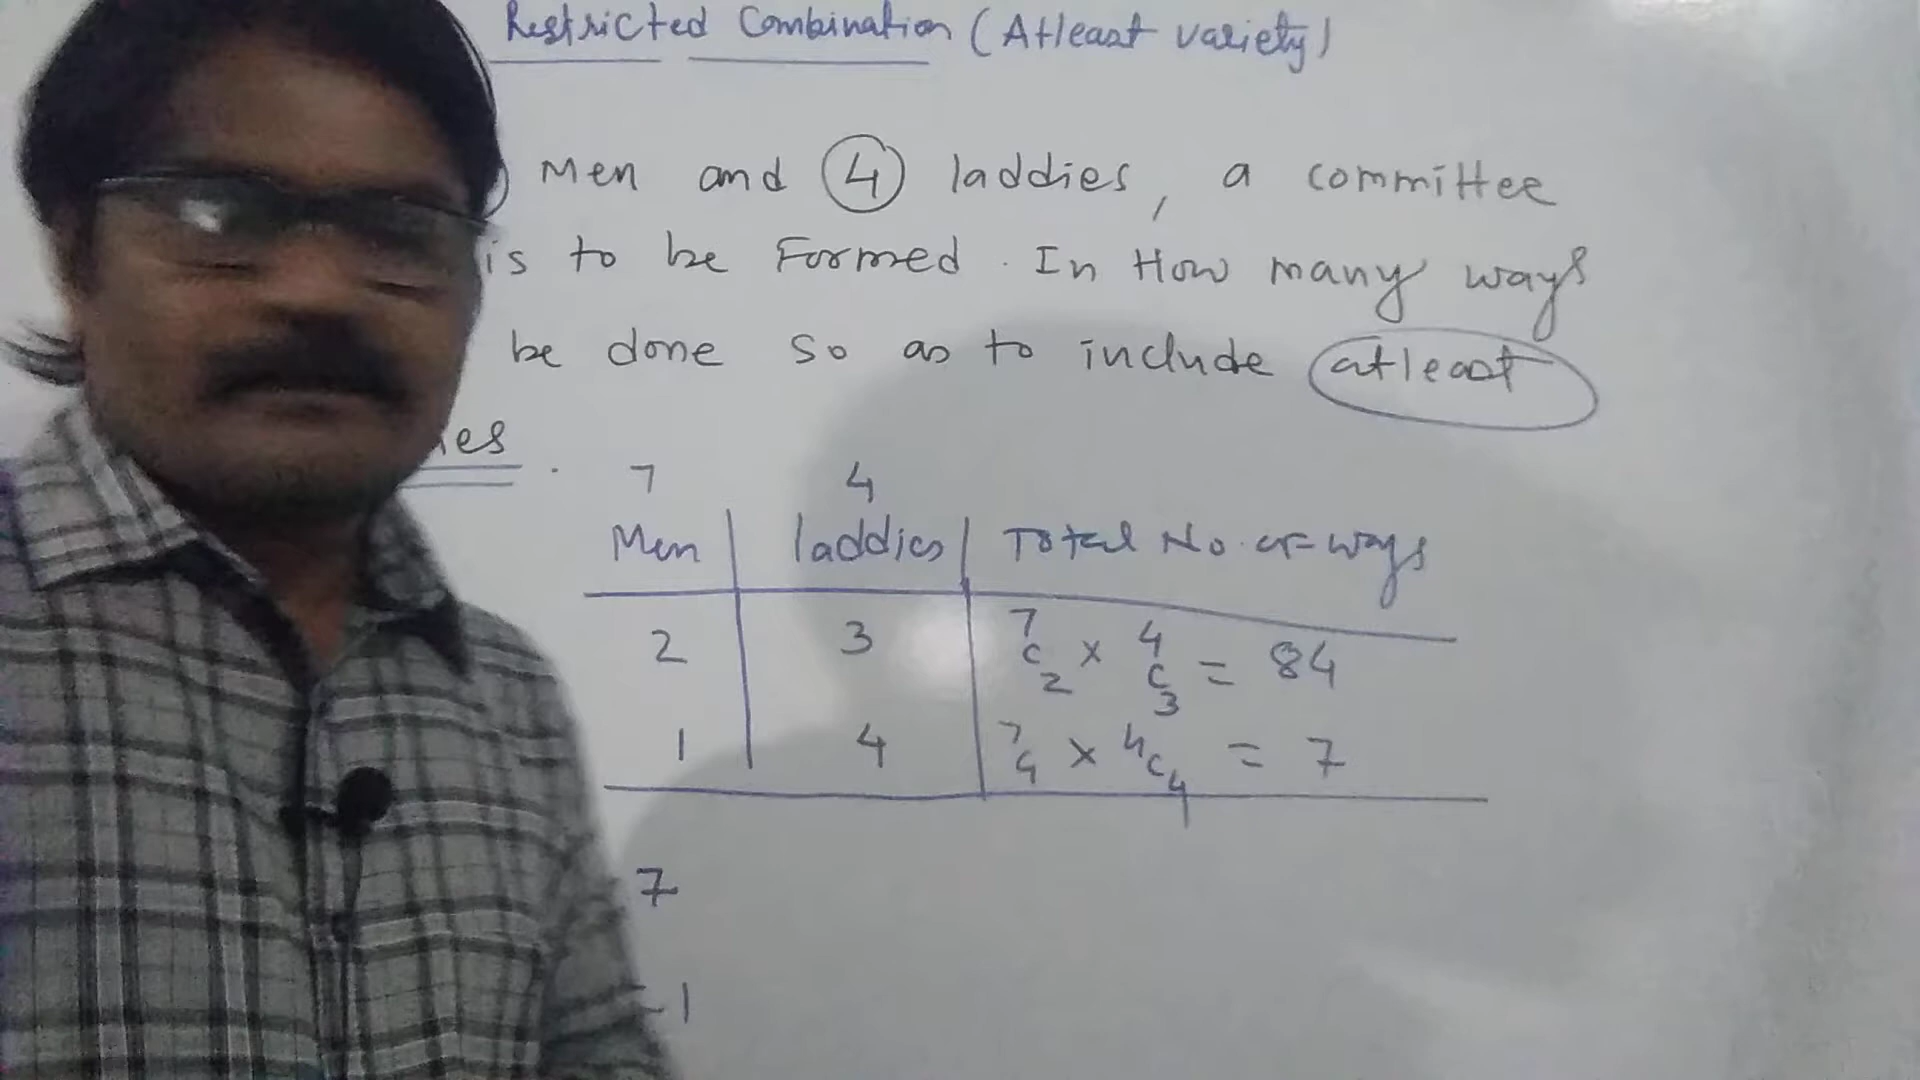 Restricted Combination (Atleast variety)
Men and 4 laddies, a committee
is to be Formed. In How many ways
be done so as to include atleast
ies.
7 4
Men laddies Total No. of ways
2 3 7C2 x 4C3 = 84
1 4 7C1 x 4C4 = 7
7
-1